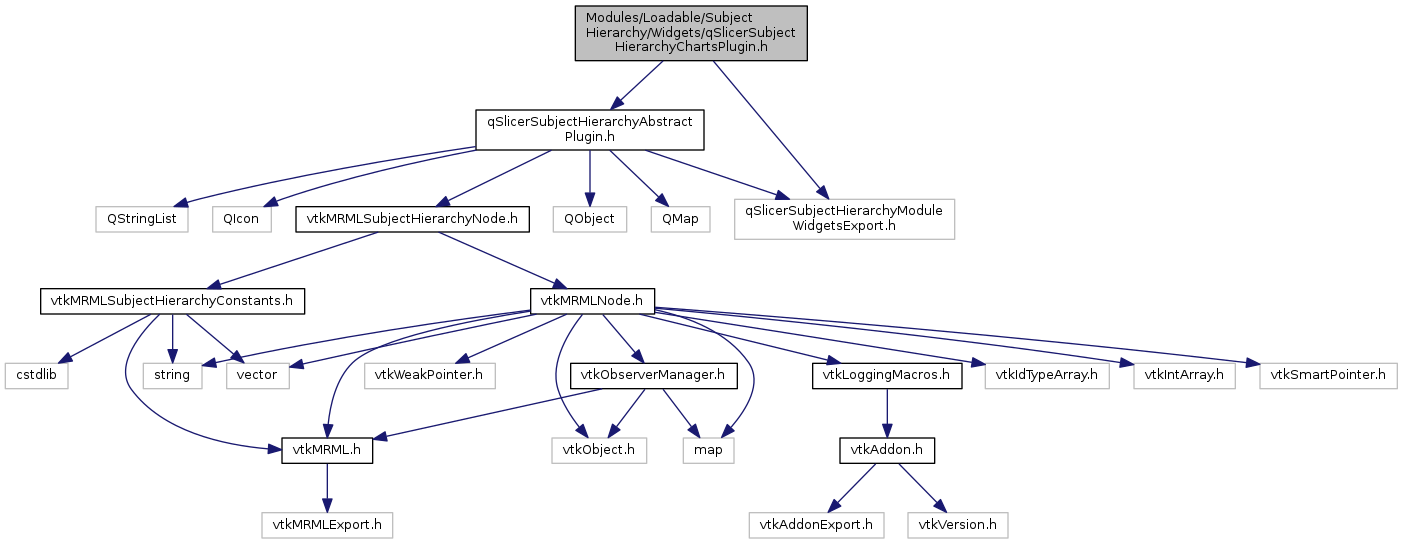 Modules/Loadable/Subject
Hierarchy/Widgets/qSlicerSubject
HierarchyChartsPlugin.h
qSlicerSubjectHierarchyAbstract
Plugin.h
QStringList
QIcon
vtkMRMLSubjectHierarchyNode.h
QObject
QMap
qSlicerSubjectHierarchyModule
WidgetsExport.h
vtkMRMLSubjectHierarchyConstants.h
vtkMRMLNode.h
cstdlib
string
vector
vtkWeakPointer.h
vtkObserverManager.h
vtkLoggingMacros.h
vtkIdTypeArray.h
vtkIntArray.h
vtkSmartPointer.h
vtkMRML.h
vtkObject.h
map
vtkAddon.h
vtkMRMLExport.h
vtkAddonExport.h
vtkVersion.h